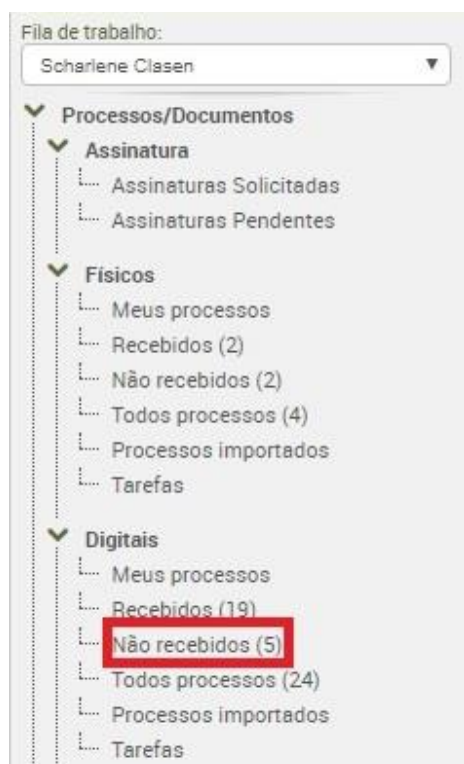 Fila de trabalho:
Scharlene Clasen
Processos/Documentos
Assinatura
Assinaturas Solicitadas
Assinaturas Pendentes
Físicos
Meus processos
Recebidos (2)
Não recebidos (2)
Todos processos (4)
Processos importados
Tarefas
Digitais
Meus processos
Recebidos (19)
Não recebidos (5)
Todos processos (24)
Processos importados
Tarefas